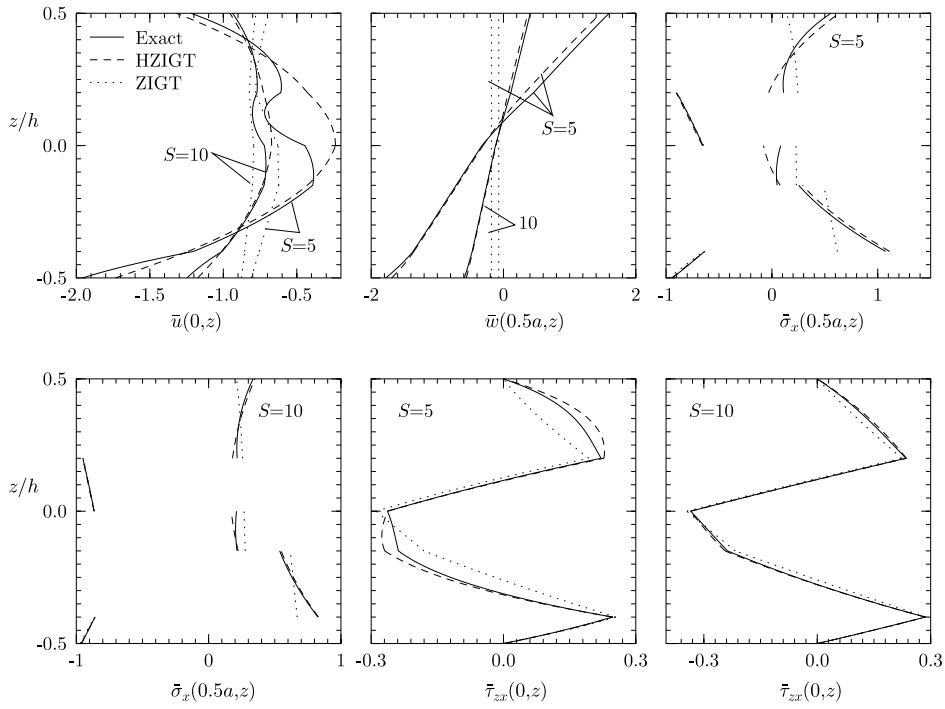 0.5
Exact
HZIGT
ZIGT
z/h
0.0
S=10
S=5
-0.5
-2.0 -1.5 -1.0 -0.5
ū(0,z)
S=5
10
-2 0 2
w̄(0.5a,z)
S=5
-1 0 1
σ̄ₓ(0.5a,z)
0.5
S=10
z/h
0.0
-0.5
-1 0 1
σ̄ₓ(0.5a,z)
S=5
-0.3 0.0 0.3
τ̄zx(0,z)
S=10
-0.3 0.0 0.3
τ̄zx(0,z)